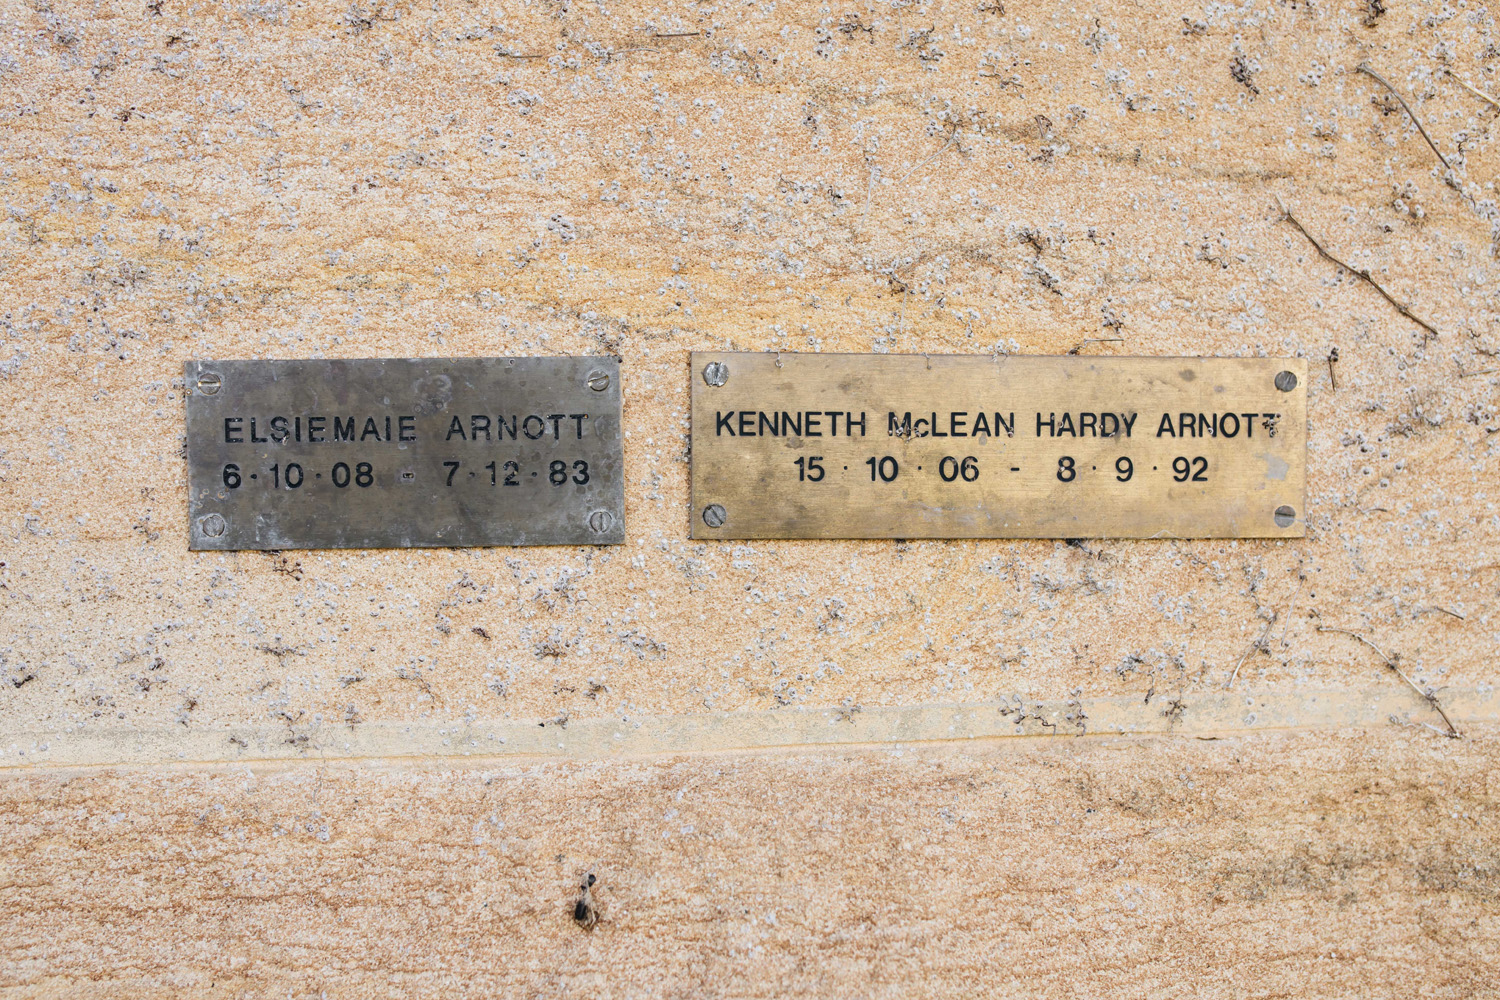 ELSIEMAIE ARNOTT
6·10·08 - 7·12·83
KENNETH McLEAN HARDY ARNOTT
15·10·06 - 8·9·92